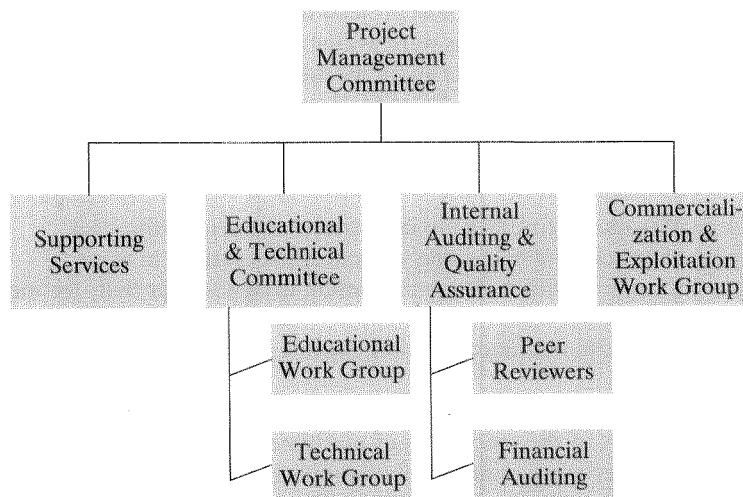 Project
Management
Committee
Supporting
Services
Educational
& Technical
Committee
Internal
Auditing &
Quality
Assurance
Commerciali-
zation &
Exploitation
Work Group
Educational
Work Group
Peer
Reviewers
Technical
Work Group
Financial
Auditing